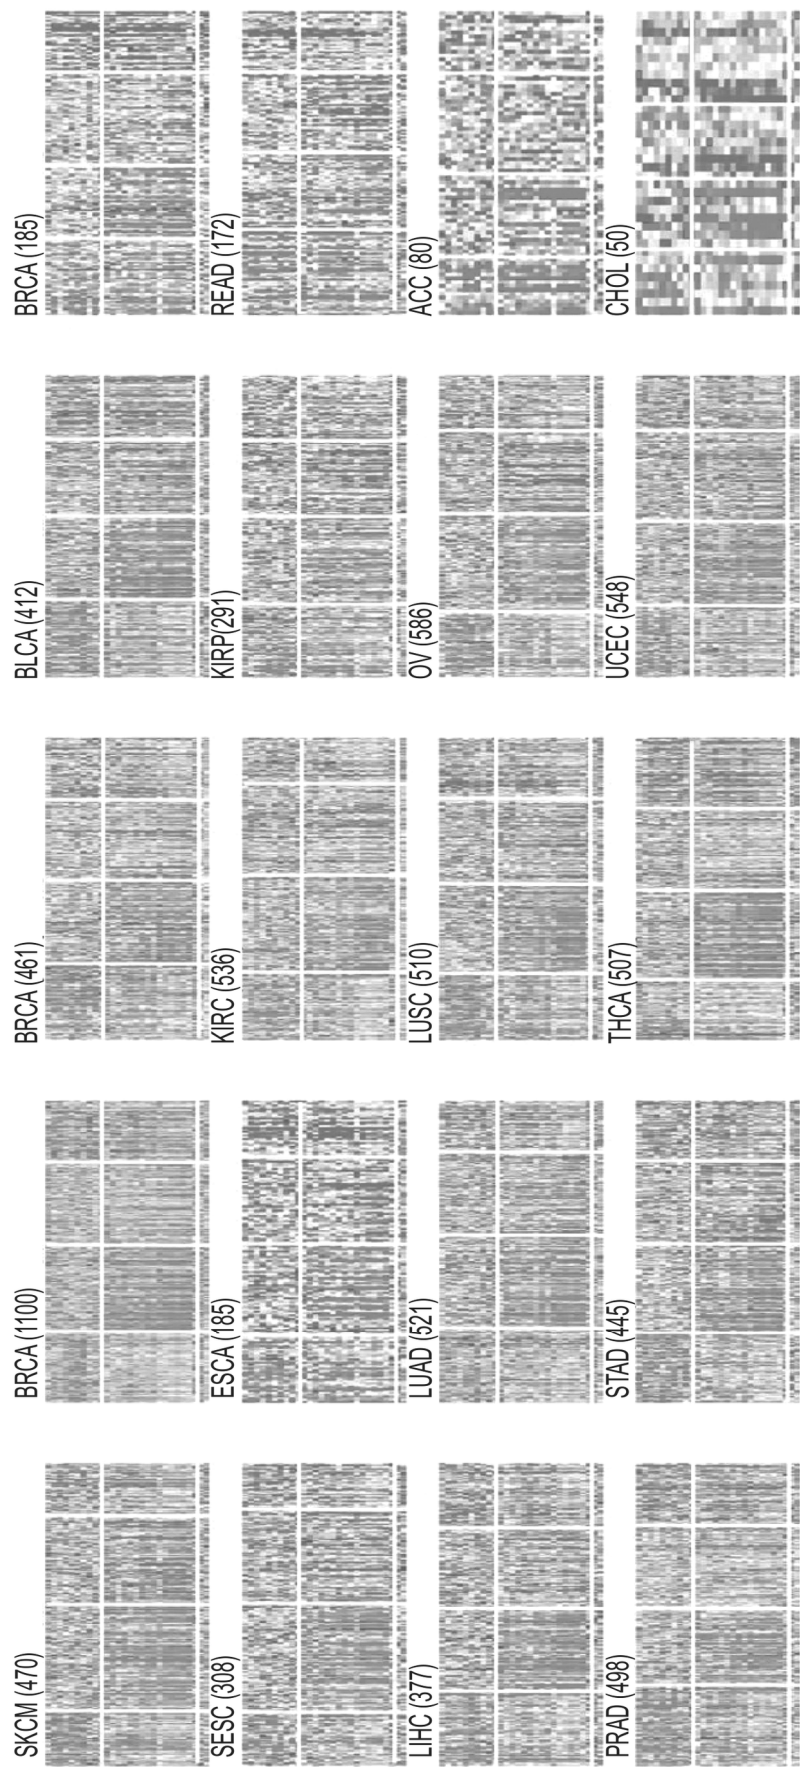 SKCM (470)
BRCA (1100)
BRCA (461)
BLCA (412)
BRCA (185)
SESC (308)
ESCA (185)
KIRC (536)
KIRP(291)
READ (172)
LIHC (377)
LUAD (521)
LUSC (510)
OV (586)
ACC (80)
PRAD (498)
STAD (445)
THCA (507)
UCEC (548)
CHOL (50)